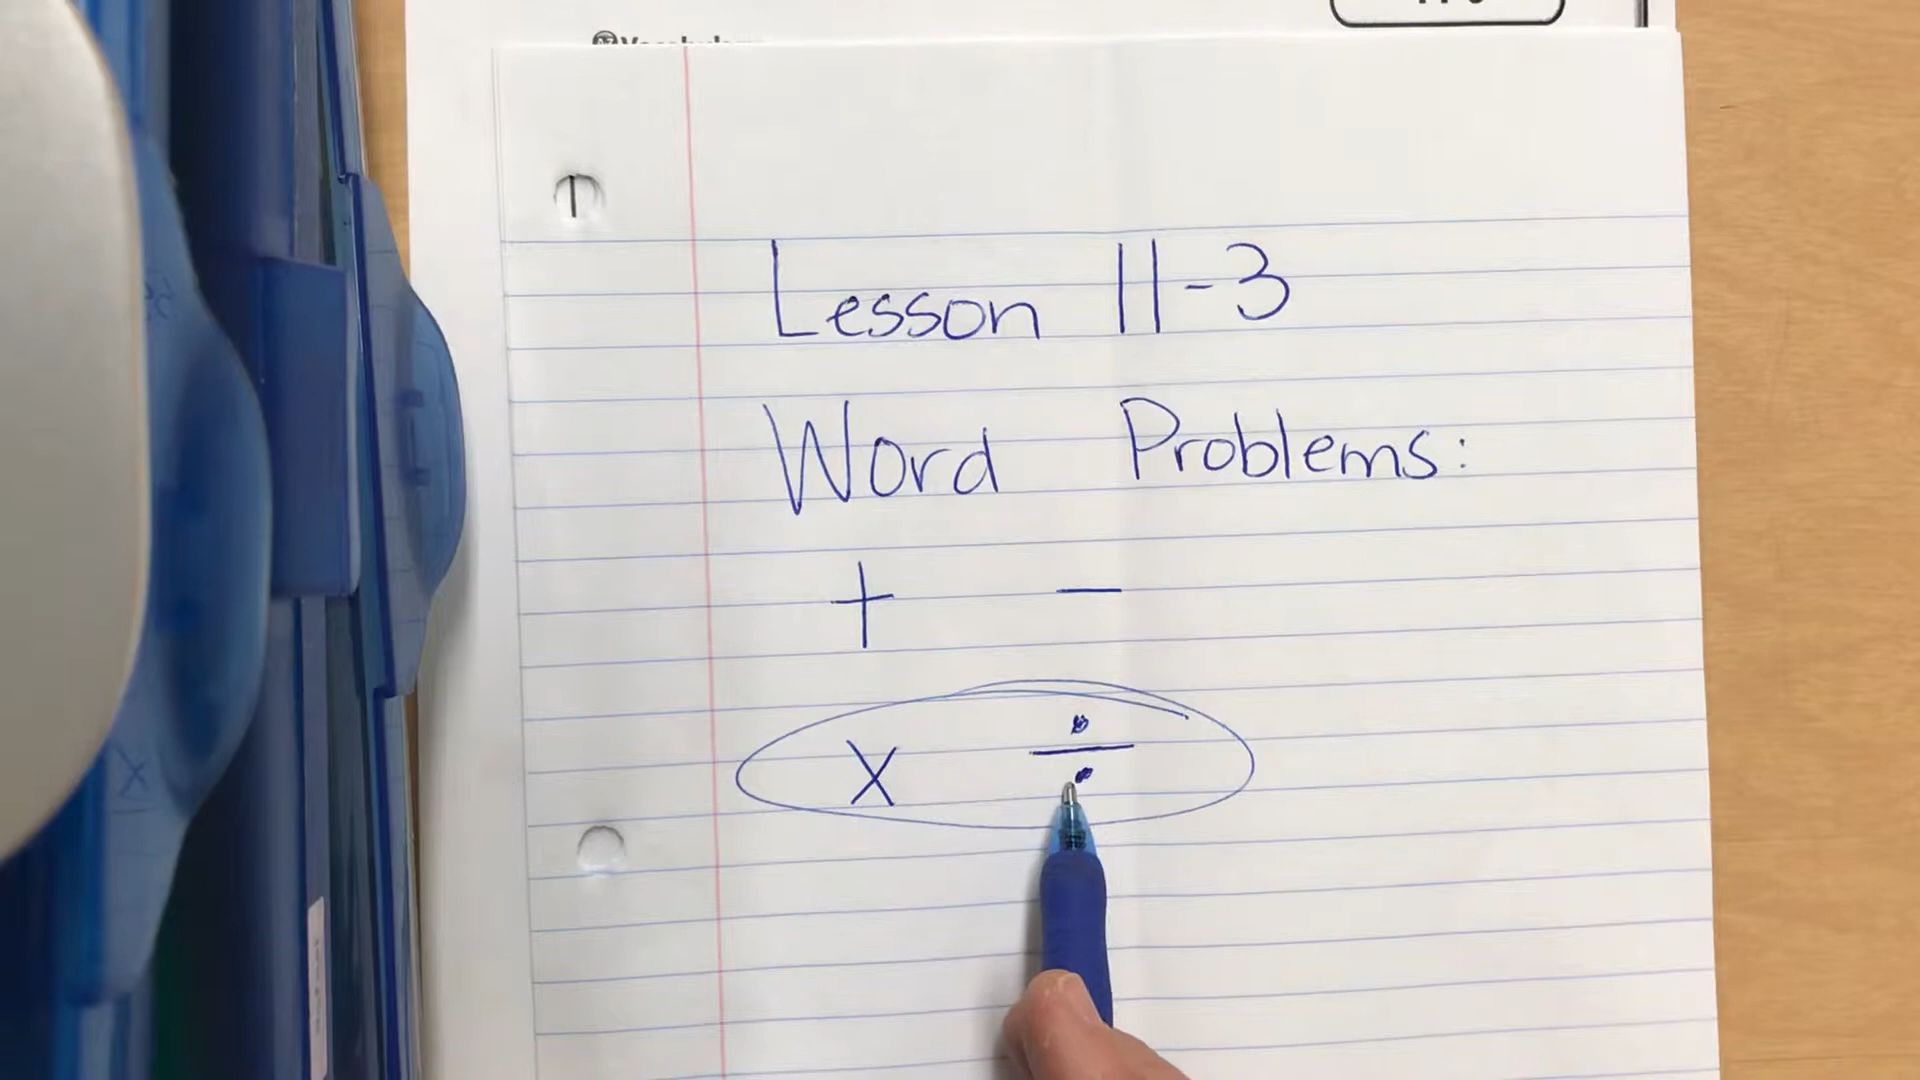 Lesson 11-3
Word Problems:
+ −
x ÷